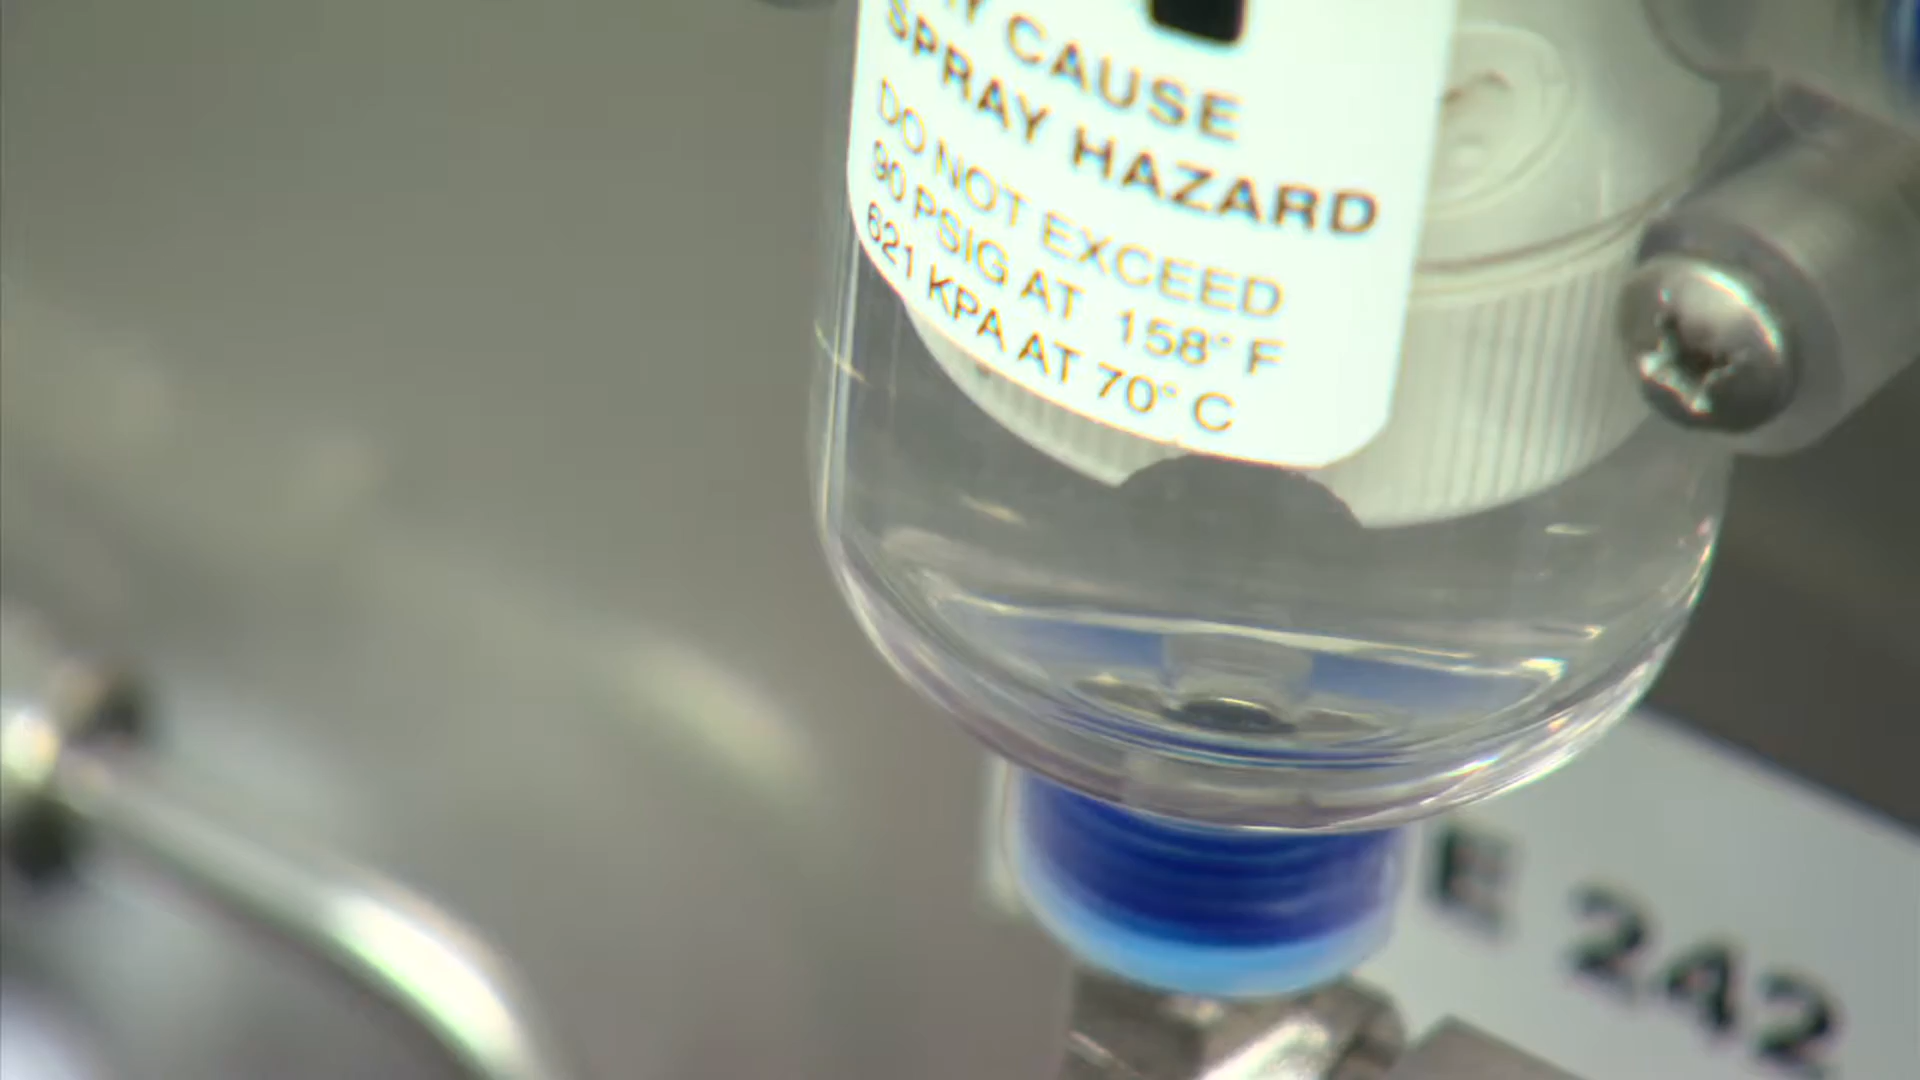 CAUSE
SPRAY HAZARD
DO NOT EXCEED
90 PSIG AT 158° F
621 KPA AT 70° C
E 242